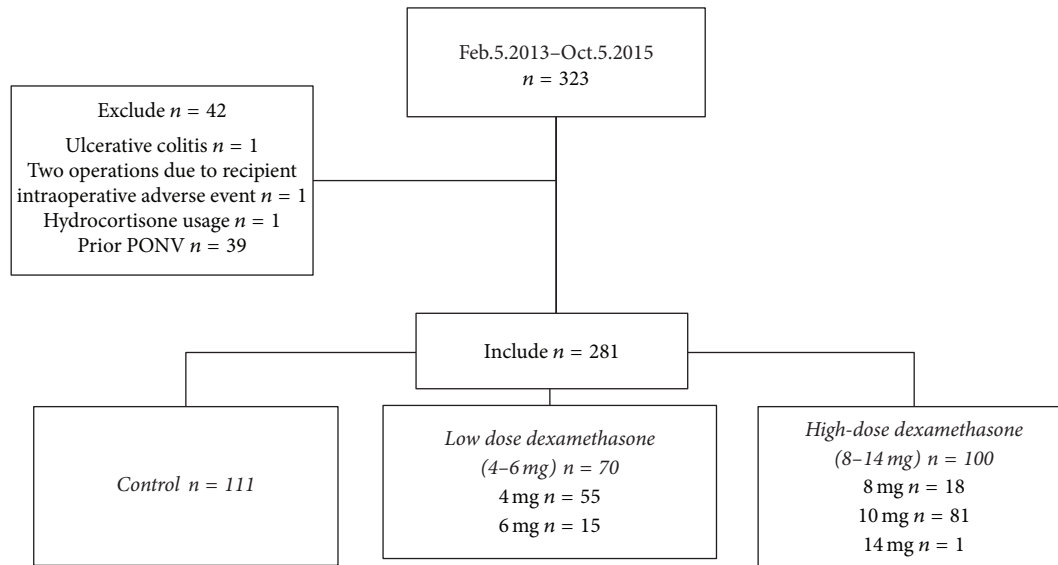 Feb.5.2013–Oct.5.2015
n = 323
Exclude n = 42
Ulcerative colitis n = 1
Two operations due to recipient
intraoperative adverse event n = 1
Hydrocortisone usage n = 1
Prior PONV n = 39
Include n = 281
Control n = 111
Low dose dexamethasone
(4–6 mg) n = 70
4 mg n = 55
6 mg n = 15
High-dose dexamethasone
(8–14 mg) n = 100
8 mg n = 18
10 mg n = 81
14 mg n = 1